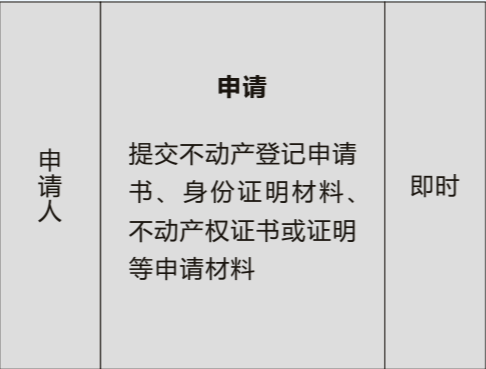 申请人
申请
提交不动产登记申请
书、身份证明材料、
不动产权证书或证明
等申请材料
即时